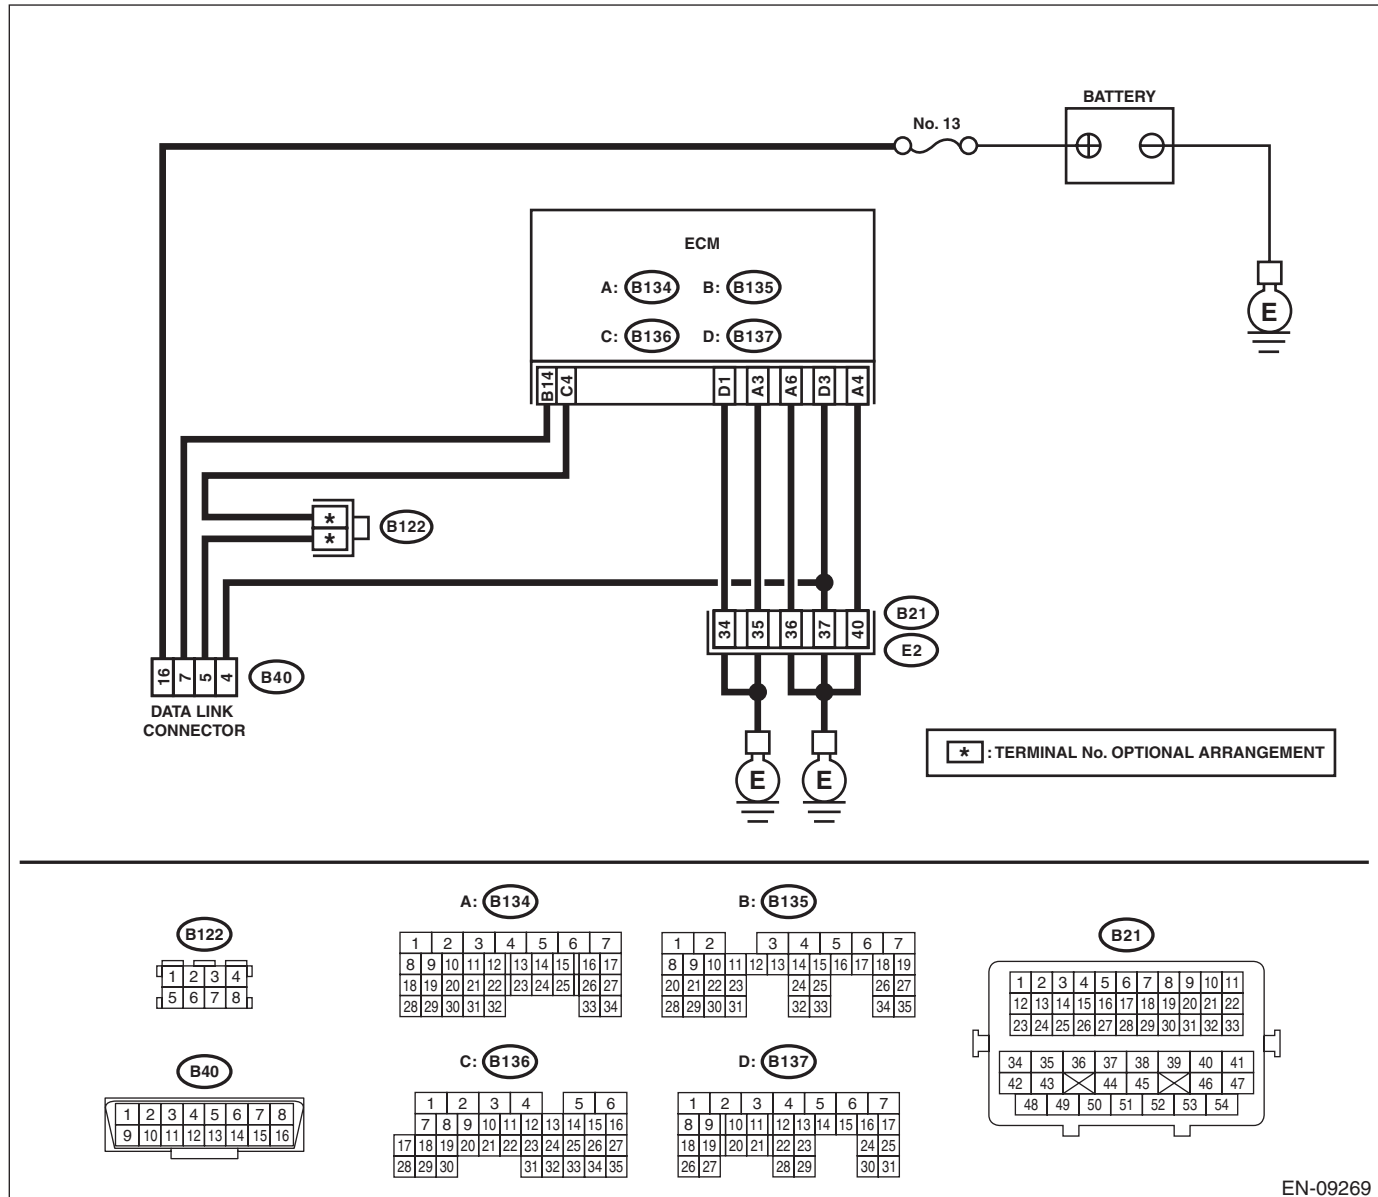 BATTERY
No. 13
ECM
A: B134 B: B135
C: B136 D: B137
B14 C4 D1 A3 A6 D3 A4
E
* B122
*
34 35 36 37 40 B21
E2
16 7 5 4 B40
DATA LINK
CONNECTOR
* : TERMINAL No. OPTIONAL ARRANGEMENT
E E
B122
1 2 3 4
5 6 7 8
B40
1 2 3 4 5 6 7 8
9 10 11 12 13 14 15 16
A: B134
1 2 3 4 5 6 7
8 9 10 11 12 13 14 15 16 17
18 19 20 21 22 23 24 25 26 27
28 29 30 31 32 33 34
C: B136
1 2 3 4 5 6
7 8 9 10 11 12 13 14 15 16
17 18 19 20 21 22 23 24 25 26 27
28 29 30 31 32 33 34 35
B: B135
1 2 3 4 5 6 7
8 9 10 11 12 13 14 15 16 17 18 19
20 21 22 23 24 25 26 27
28 29 30 31 32 33 34 35
D: B137
1 2 3 4 5 6 7
8 9 10 11 12 13 14 15 16 17
18 19 20 21 22 23 24 25
26 27 28 29 30 31
B21
1 2 3 4 5 6 7 8 9 10 11
12 13 14 15 16 17 18 19 20 21 22
23 24 25 26 27 28 29 30 31 32 33
34 35 36 37 38 39 40 41
42 43 44 45 46 47
48 49 50 51 52 53 54
EN-09269